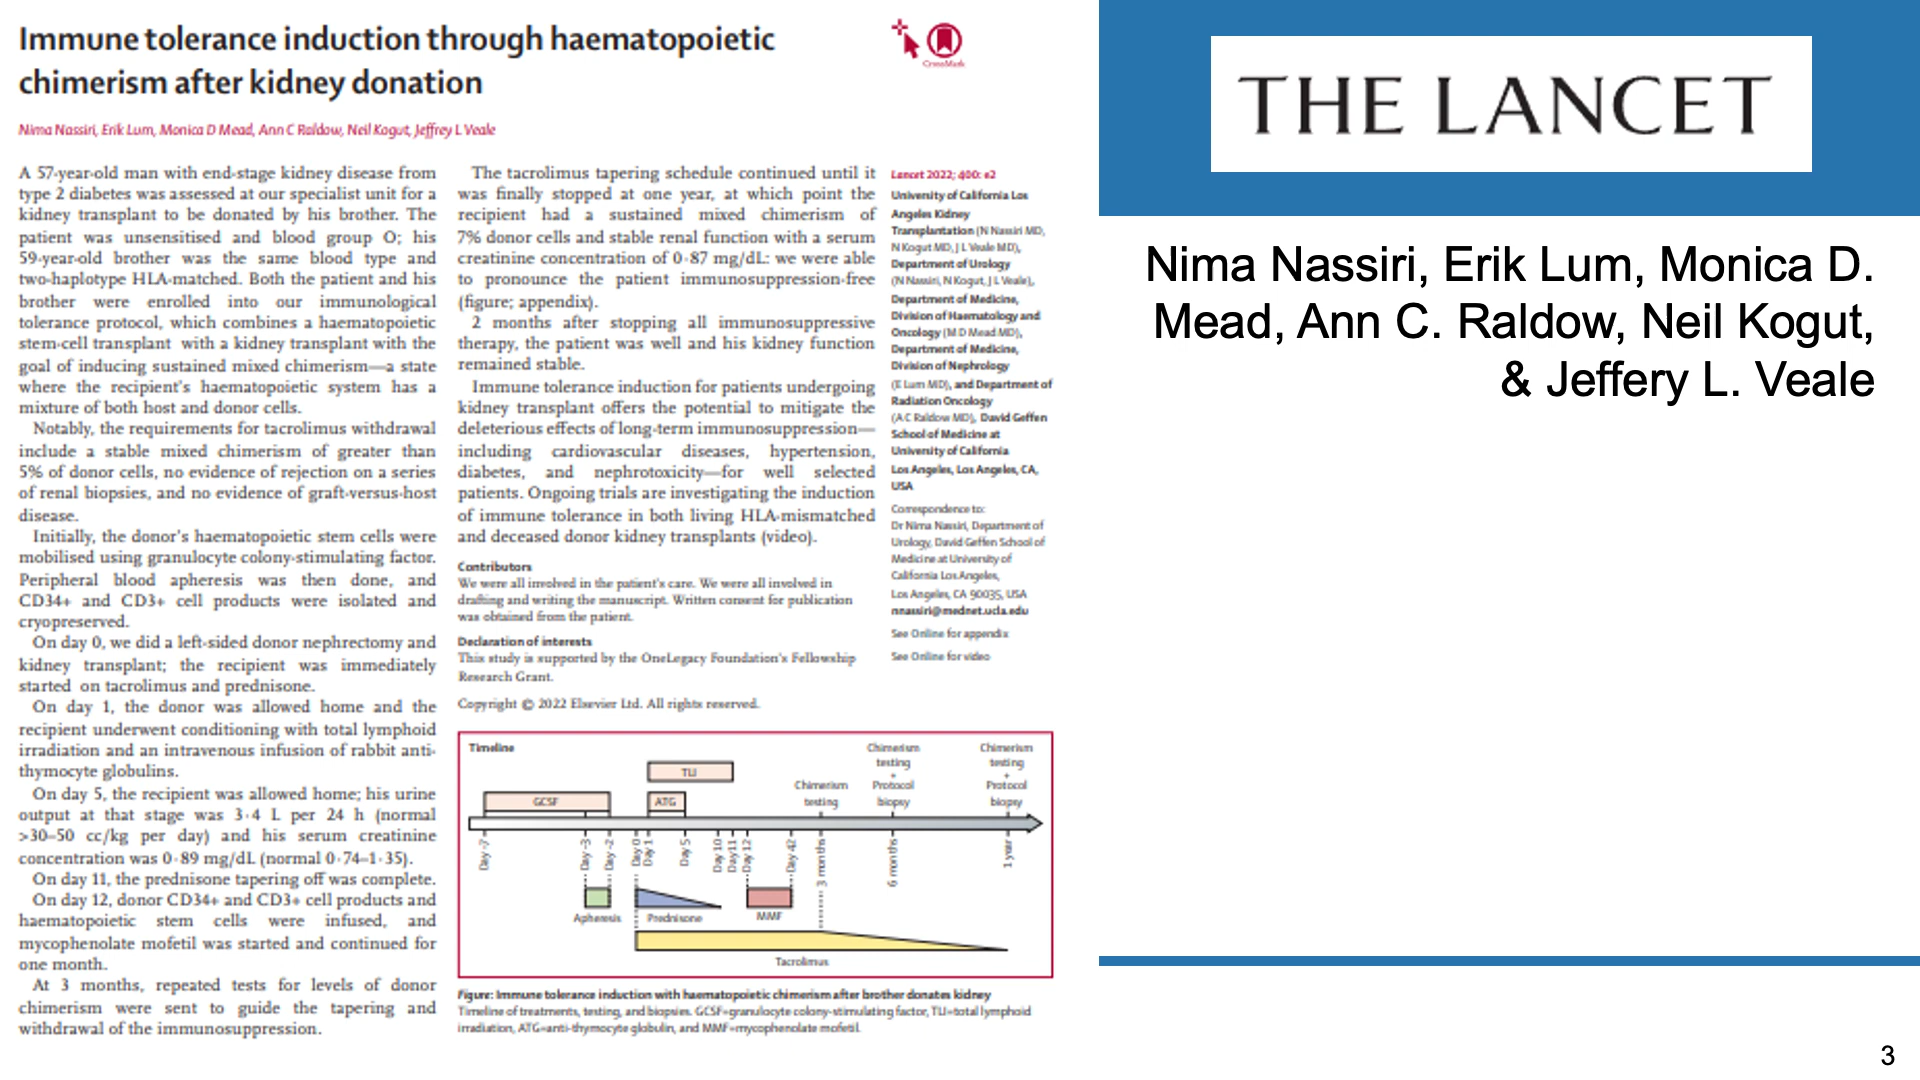 Immune tolerance induction through haematopoietic
chimerism after kidney donation
CrossMark
Nima Nassiri, Erik Lum, Monica D Mead, Ann C Raldow, Neil Kogut, Jeffrey L Veale
A 57-year-old man with end-stage kidney disease from
type 2 diabetes was assessed at our specialist unit for a
kidney transplant to be donated by his brother. The
patient was unsensitised and blood group O; his
59-year-old brother was the same blood type and
two-haplotype HLA-matched. Both the patient and his
brother were enrolled into our immunological
tolerance protocol, which combines a haematopoietic
stem-cell transplant with a kidney transplant with the
goal of inducing sustained mixed chimerism—a state
where the recipient's haematopoietic system has a
mixture of both host and donor cells.
Notably, the requirements for tacrolimus withdrawal
include a stable mixed chimerism of greater than
5% of donor cells, no evidence of rejection on a series
of renal biopsies, and no evidence of graft-versus-host
disease.
Initially, the donor's haematopoietic stem cells were
mobilised using granulocyte colony-stimulating factor.
Peripheral blood apheresis was then done, and
CD34+ and CD3+ cell products were isolated and
cryopreserved.
On day 0, we did a left-sided donor nephrectomy and
kidney transplant; the recipient was immediately
started on tacrolimus and prednisone.
On day 1, the donor was allowed home and the
recipient underwent conditioning with total lymphoid
irradiation and an intravenous infusion of rabbit anti-
thymocyte globulins.
On day 5, the recipient was allowed home; his urine
output at that stage was 3·4 L per 24 h (normal
>30–50 cc/kg per day) and his serum creatinine
concentration was 0·89 mg/dL (normal 0·74–1·35).
On day 11, the prednisone tapering off was complete.
On day 12, donor CD34+ and CD3+ cell products and
haematopoietic stem cells were infused, and
mycophenolate mofetil was started and continued for
one month.
At 3 months, repeated tests for levels of donor
chimerism were sent to guide the tapering and
withdrawal of the immunosuppression.
The tacrolimus tapering schedule continued until it
was finally stopped at one year, at which point the
recipient had a sustained mixed chimerism of
7% donor cells and stable renal function with a serum
creatinine concentration of 0·87 mg/dL: we were able
to pronounce the patient immunosuppression-free
(figure; appendix).
2 months after stopping all immunosuppressive
therapy, the patient was well and his kidney function
remained stable.
Immune tolerance induction for patients undergoing
kidney transplant offers the potential to mitigate the
deleterious effects of long-term immunosuppression—
including cardiovascular diseases, hypertension,
diabetes, and nephrotoxicity—for well selected
patients. Ongoing trials are investigating the induction
of immune tolerance in both living HLA-mismatched
and deceased donor kidney transplants (video).
Contributors
We were all involved in the patient's care. We were all involved in
drafting and writing the manuscript. Written consent for publication
was obtained from the patient.
Declaration of interests
This study is supported by the OneLegacy Foundation's Fellowship
Research Grant.
Copyright © 2022 Elsevier Ltd. All rights reserved.
Lancet 2022; 400: e2
University of California Los
Angeles Kidney
Transplantation (N Nassiri MD,
N Kogut MD, J L Veale MD),
Department of Urology
(N Nassiri, N Kogut, J L Veale),
Department of Medicine,
Division of Haematology and
Oncology (M D Mead MD),
Department of Medicine,
Division of Nephrology
(E Lum MD), and Department of
Radiation Oncology
(A C Raldow MD), David Geffen
School of Medicine at
University of California
Los Angeles, Los Angeles, CA,
USA
Correspondence to:
Dr Nima Nassiri, Department of
Urology, David Geffen School of
Medicine at University of
California Los Angeles,
Los Angeles, CA 90035, USA
nnassiri@mednet.ucla.edu
See Online for appendix
See Online for video
Timeline
Chimerism
testing
+
Protocol
biopsy
Chimerism
testing
+
Protocol
biopsy
TLI
Chimerism
testing
GCSF
ATG
Day -7
Day -3
Day -2
Day 0
Day 1
Day 5
Day 10
Day 11
Day 12
Day 42
3 months
6 months
1 year
Apheresis
Prednisone
MMF
Tacrolimus
Figure: Immune tolerance induction with haematopoietic chimerism after brother donates kidney
Timeline of treatments, testing, and biopsies. GCSF=granulocyte colony-stimulating factor, TLI=total lymphoid
irradiation, ATG=anti-thymocyte globulin, and MMF=mycophenolate mofetil.
THE LANCET
Nima Nassiri, Erik Lum, Monica D.
Mead, Ann C. Raldow, Neil Kogut,
& Jeffery L. Veale
3